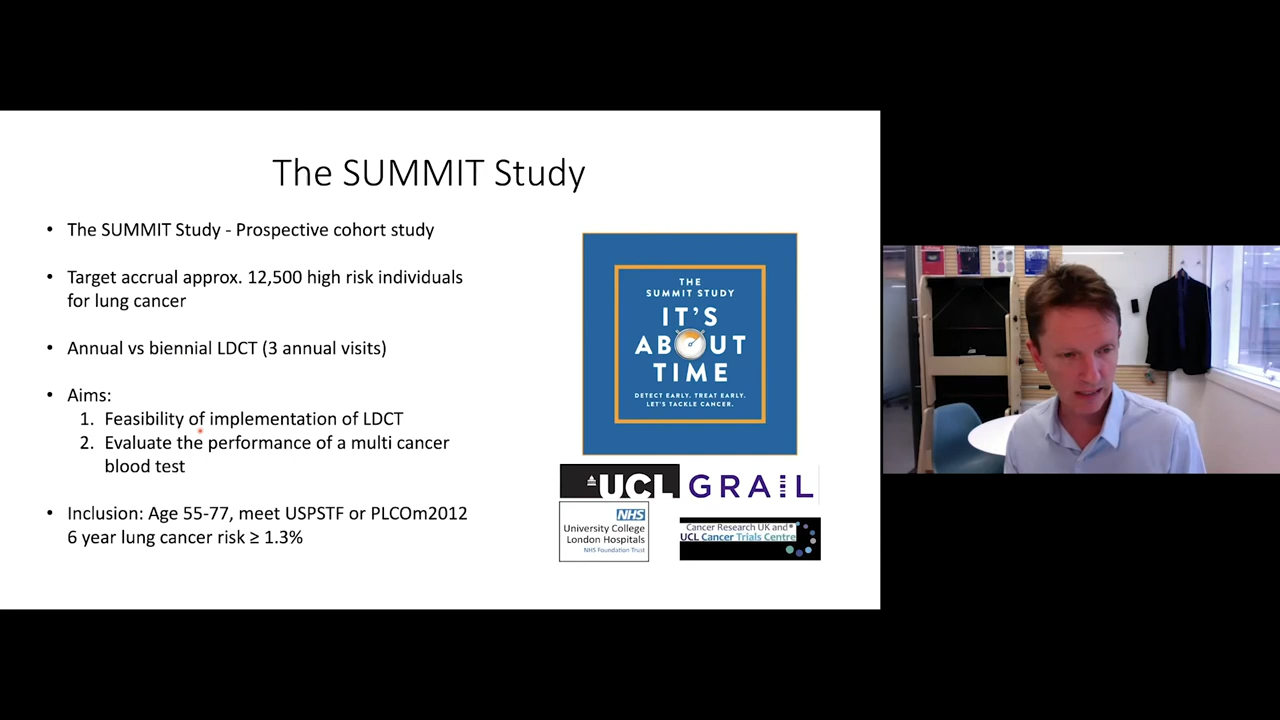 The SUMMIT Study
• The SUMMIT Study - Prospective cohort study
• Target accrual approx. 12,500 high risk individuals
for lung cancer
• Annual vs biennial LDCT (3 annual visits)
• Aims:
1. Feasibility of implementation of LDCT
2. Evaluate the performance of a multi cancer
blood test
• Inclusion: Age 55-77, meet USPSTF or PLCOm2012
6 year lung cancer risk ≥ 1.3%
THE
SUMMIT STUDY
IT'S
ABOUT
TIME
DETECT EARLY. TREAT EARLY.
LET'S TACKLE CANCER.
UCL
GRAIL
NHS
University College
London Hospitals
NHS Foundation Trust
Cancer Research UK and
UCL Cancer Trials Centre